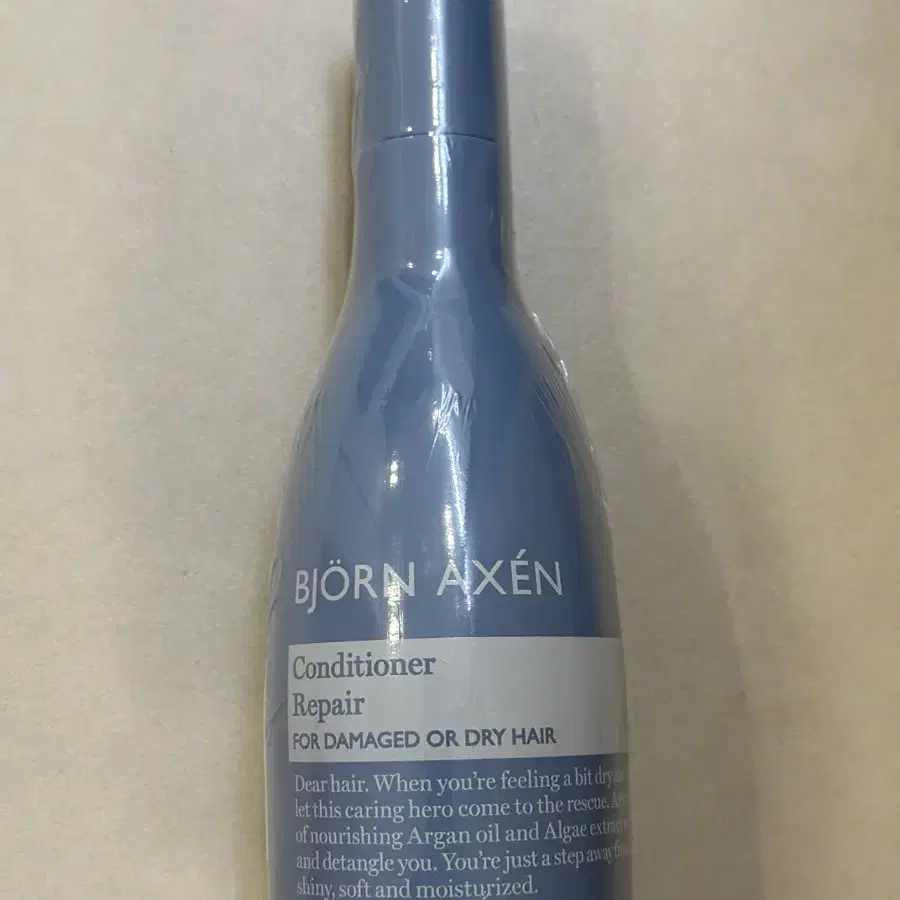 BJÖRN AXÉN
Conditioner
Repair
FOR DAMAGED OR DRY HAIR
Dear hair. When you're feeling a bit dry
let this caring hero come to the rescue.
of nourishing Argan oil and Algae extract
and detangle you. You're just a step away
shiny, soft and moisturized.